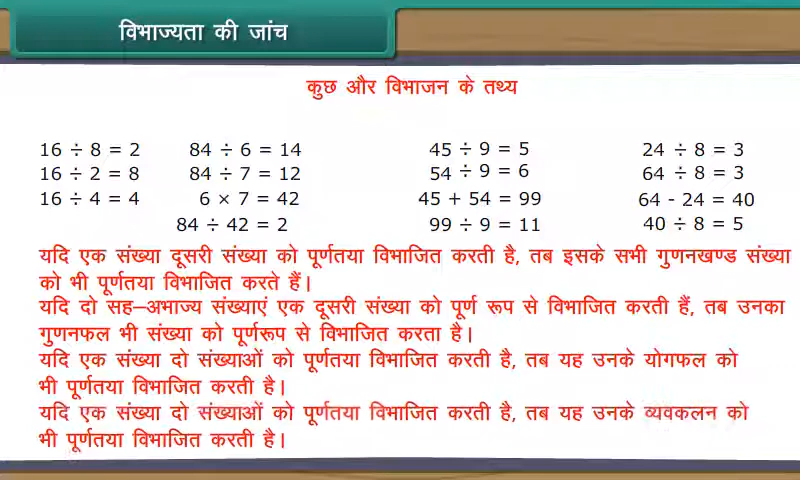 विभाज्यता की जांच
कुछ और विभाजन के तथ्य
16 ÷ 8 = 2 84 ÷ 6 = 14 45 ÷ 9 = 5 24 ÷ 8 = 3
16 ÷ 2 = 8 84 ÷ 7 = 12 54 ÷ 9 = 6 64 ÷ 8 = 3
16 ÷ 4 = 4 6 × 7 = 42 45 + 54 = 99 64 - 24 = 40
84 ÷ 42 = 2 99 ÷ 9 = 11 40 ÷ 8 = 5
यदि एक संख्या दूसरी संख्या को पूर्णतया विभाजित करती है, तब इसके सभी गुणनखण्ड संख्या
को भी पूर्णतया विभाजित करते हैं।
यदि दो सह–अभाज्य संख्याएं एक दूसरी संख्या को पूर्ण रूप से विभाजित करती हैं, तब उनका
गुणनफल भी संख्या को पूर्णरूप से विभाजित करता है।
यदि एक संख्या दो संख्याओं को पूर्णतया विभाजित करती है, तब यह उनके योगफल को
भी पूर्णतया विभाजित करती है।
यदि एक संख्या दो संख्याओं को पूर्णतया विभाजित करती है, तब यह उनके व्यवकलन को
भी पूर्णतया विभाजित करती है।